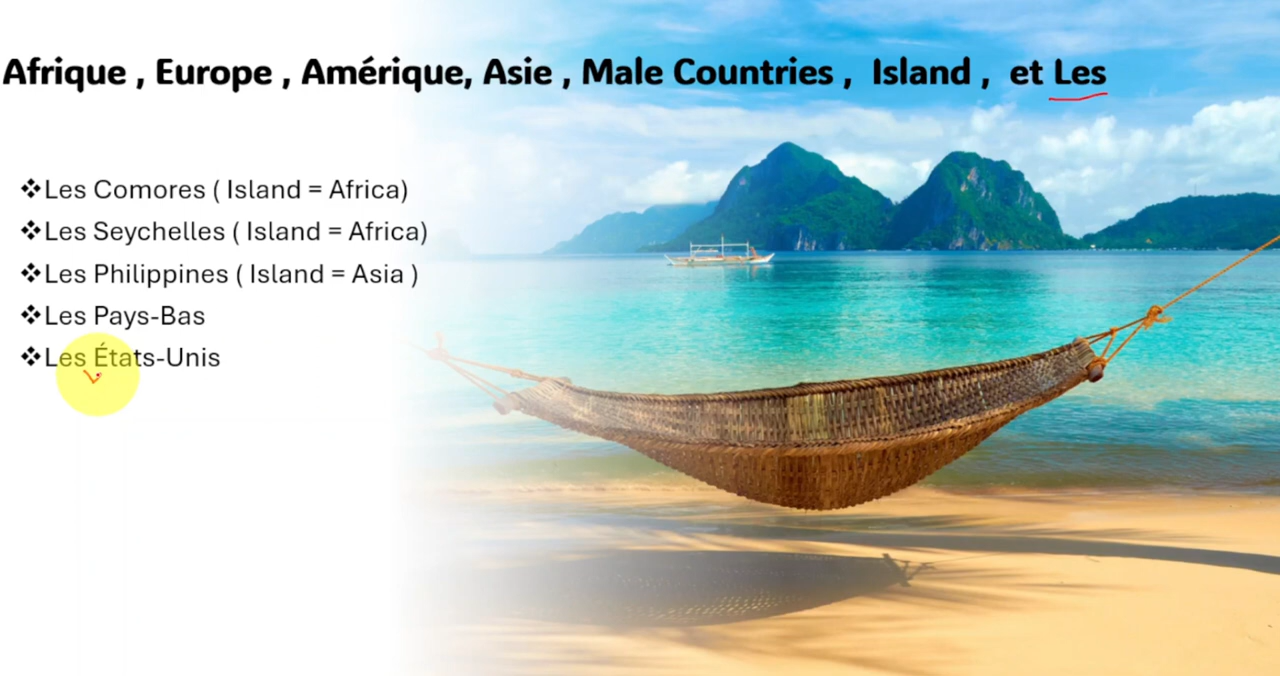 Afrique , Europe , Amérique, Asie , Male Countries , Island , et Les
❖Les Comores ( Island = Africa)
❖Les Seychelles ( Island = Africa)
❖Les Philippines ( Island = Asia )
❖Les Pays-Bas
❖Les États-Unis